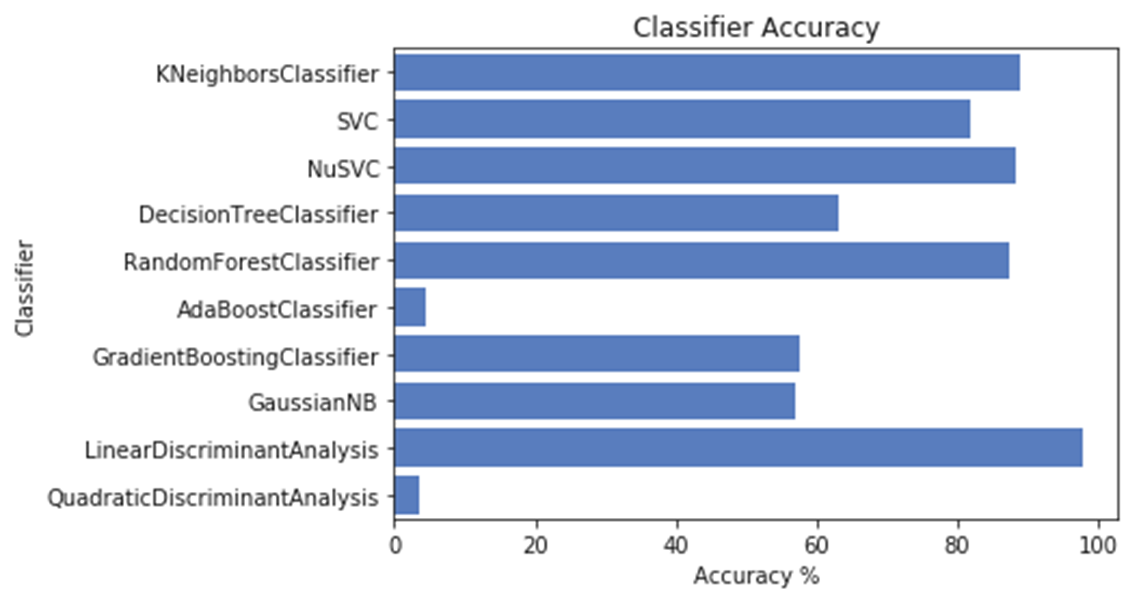 Classifier Accuracy
KNeighborsClassifier
SVC
NuSVC
DecisionTreeClassifier
RandomForestClassifier
AdaBoostClassifier
GradientBoostingClassifier
GaussianNB
LinearDiscriminantAnalysis
QuadraticDiscriminantAnalysis
Classifier
0 20 40 60 80 100
Accuracy %